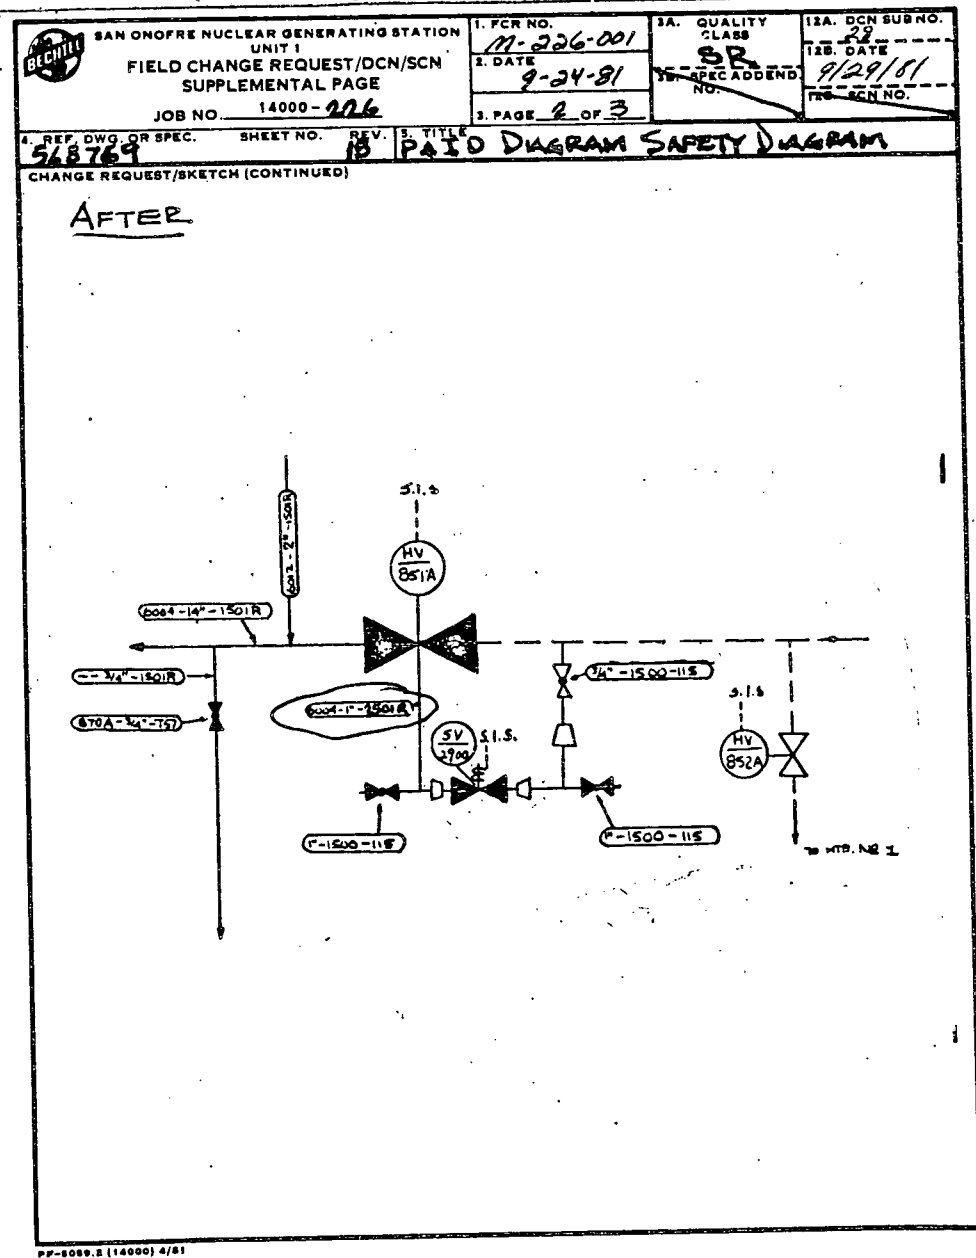 BECHTEL
SAN ONOFRE NUCLEAR GENERATING STATION
UNIT 1
FIELD CHANGE REQUEST/DCN/SCN
SUPPLEMENTAL PAGE
JOB NO. 14000-226
1. FCR NO.
M-226-001
2. DATE
9-24-81
3. PAGE 2 OF 3
3A. QUALITY
CLASS
SR
3B. SPEC ADDEND
NO.
12A. DCN SUB NO.
28
12B. DATE
9/29/81
SCN NO.
4. REF. DWG. OR SPEC. SHEET NO. REV.
568769 18
5. TITLE
P&ID DIAGRAM SAFETY DIAGRAM
CHANGE REQUEST/SKETCH (CONTINUED)
AFTER
S.I.S
HV
851A
6012-2"-1501R
6004-14"-1501R
-- 3/4"-1501R
870A-3/4"-T57
6004-1"-2501R
3/4"-1500-115
S.I.S
HV
852A
SV
2900
S.I.S.
1"-1500-115
1"-1500-115
TO MTR. NO 1
PF-5059.2 (14000) 4/81